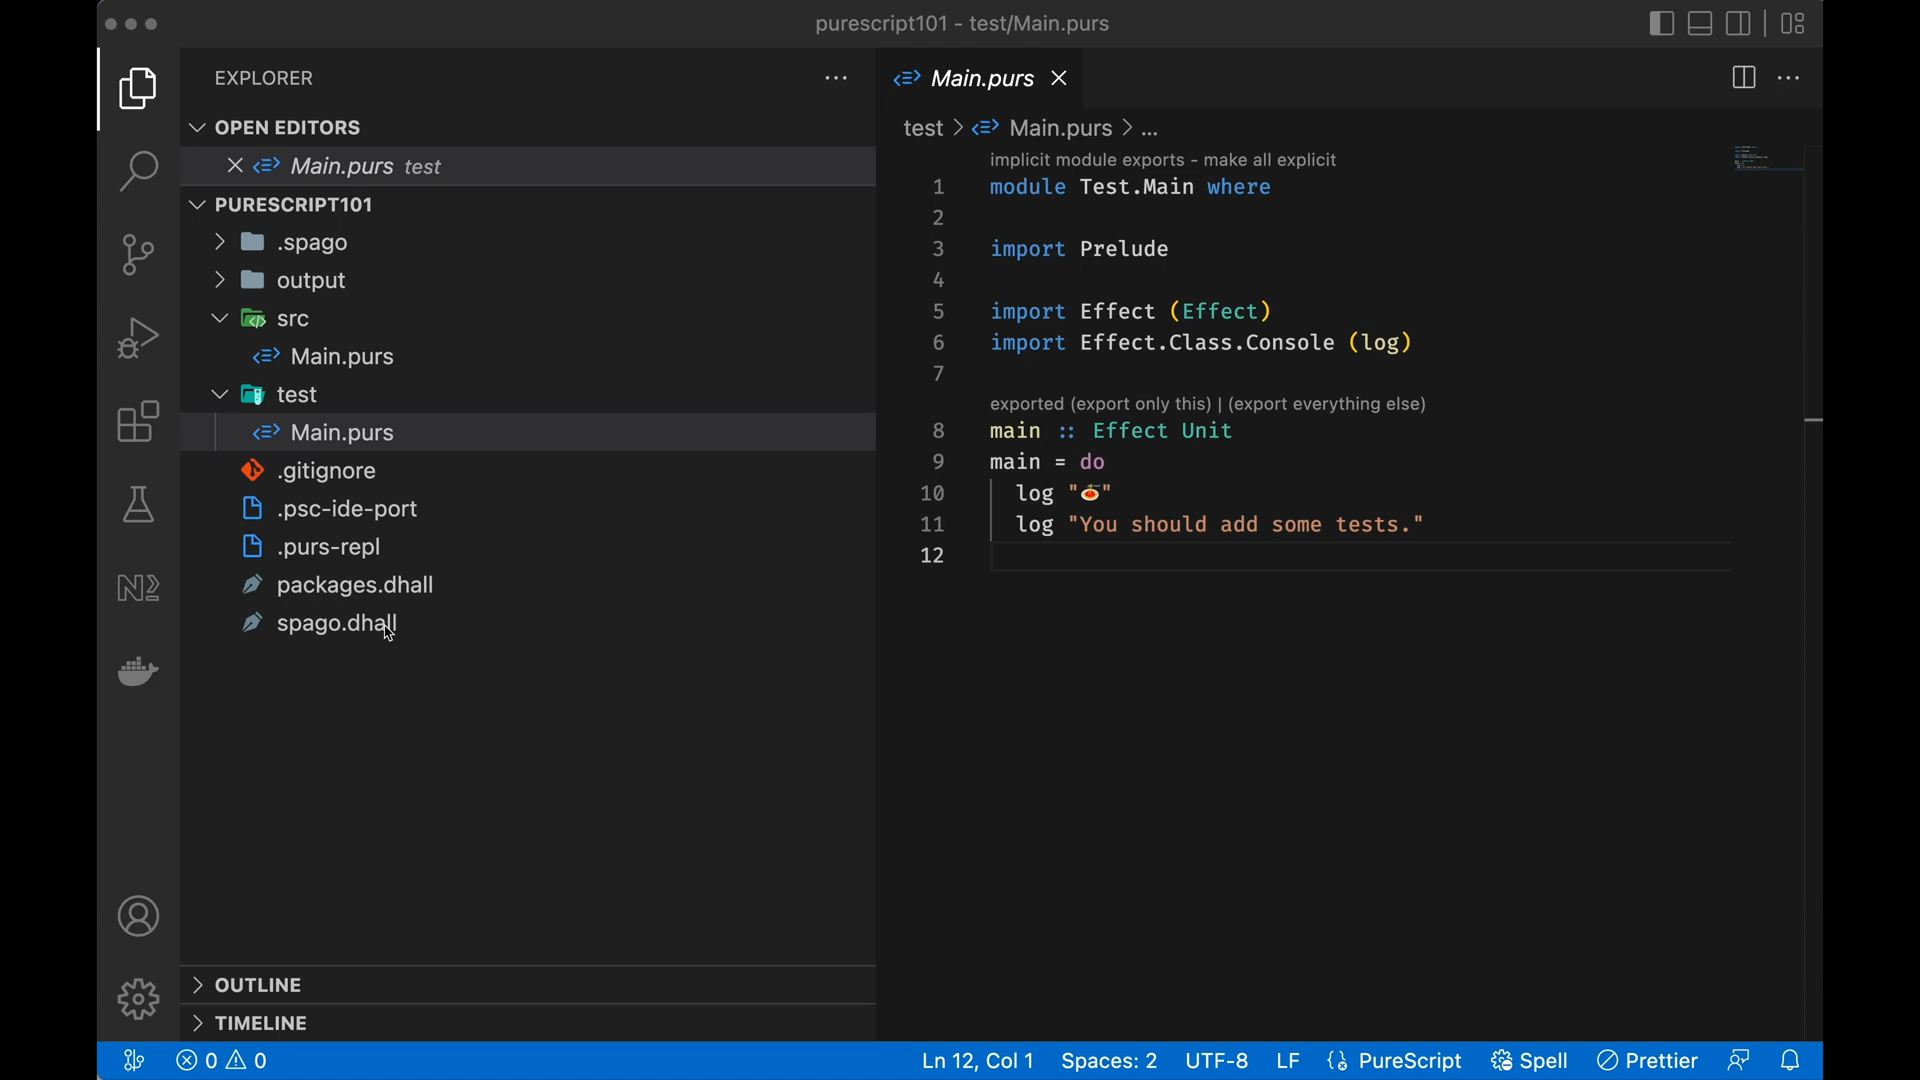 purescript101 - test/Main.purs
EXPLORER
OPEN EDITORS
Main.purs test
PURESCRIPT101
.spago
output
src
Main.purs
test
Main.purs
.gitignore
.psc-ide-port
.purs-repl
packages.dhall
spago.dhall
OUTLINE
TIMELINE
Main.purs
test > Main.purs > ...
implicit module exports - make all explicit
1 module Test.Main where
2
3 import Prelude
4
5 import Effect (Effect)
6 import Effect.Class.Console (log)
7
exported (export only this) | (export everything else)
8 main :: Effect Unit
9 main = do
10 log "🍝"
11 log "You should add some tests."
12
0 0 Ln 12, Col 1 Spaces: 2 UTF-8 LF PureScript Spell Prettier